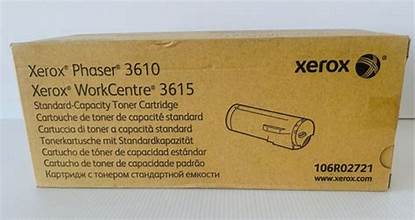 Xerox® Phaser® 3610
Xerox® WorkCentre® 3615
Standard-Capacity Toner Cartridge
Cartouche de toner de capacité standard
Cartuccia di toner a capacità standard
Tonerkartusche mit Standardkapazität
Cartucho de tóner de capacidad estándar
Cartucho de toner de capacidade padrão
Картридж с тонером стандартной емкости
xerox
106R02721
www.xerox.com